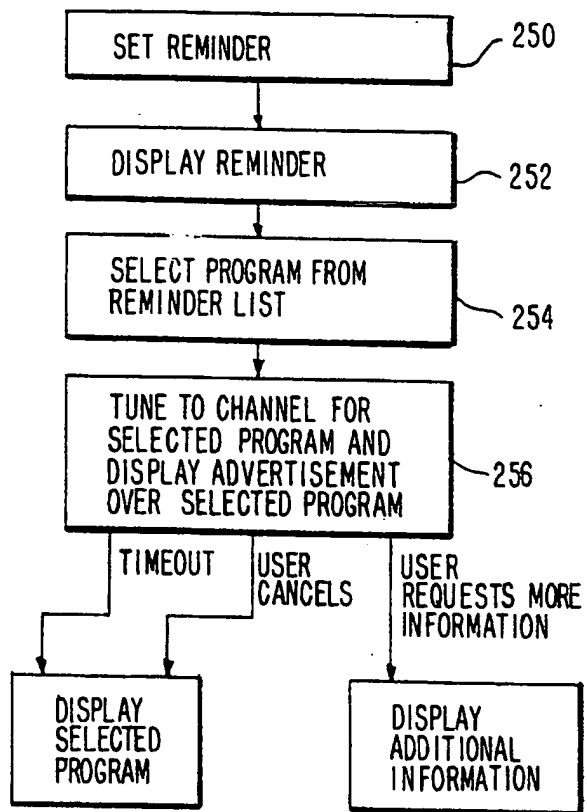 SET REMINDER
250
DISPLAY REMINDER
252
SELECT PROGRAM FROM
REMINDER LIST
254
TUNE TO CHANNEL FOR
SELECTED PROGRAM AND
DISPLAY ADVERTISEMENT
OVER SELECTED PROGRAM
256
TIMEOUT
USER
CANCELS
USER
REQUESTS MORE
INFORMATION
DISPLAY
SELECTED
PROGRAM
DISPLAY
ADDITIONAL
INFORMATION